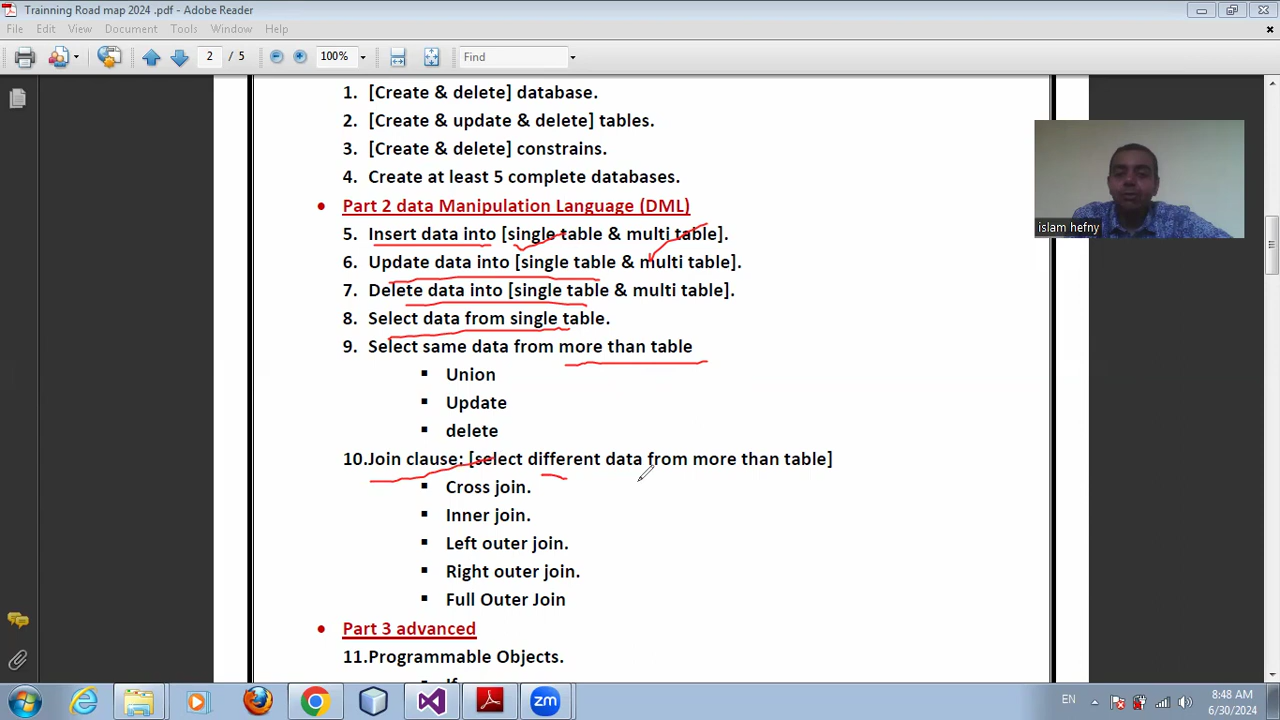 Trainning Road map 2024 .pdf - Adobe Reader
File Edit View Document Tools Window Help
2 / 5 100% Find
1. [Create & delete] database.
2. [Create & update & delete] tables.
3. [Create & delete] constrains.
4. Create at least 5 complete databases.
• Part 2 data Manipulation Language (DML)
5. Insert data into [single table & multi table].
6. Update data into [single table & multi table].
7. Delete data into [single table & multi table].
8. Select data from single table.
9. Select same data from more than table
▪ Union
▪ Update
▪ delete
10.Join clause: [select different data from more than table]
▪ Cross join.
▪ Inner join.
▪ Left outer join.
▪ Right outer join.
▪ Full Outer Join
• Part 3 advanced
11.Programmable Objects.
▪ If
islam hefny
zm
EN
8:48 AM
6/30/2024